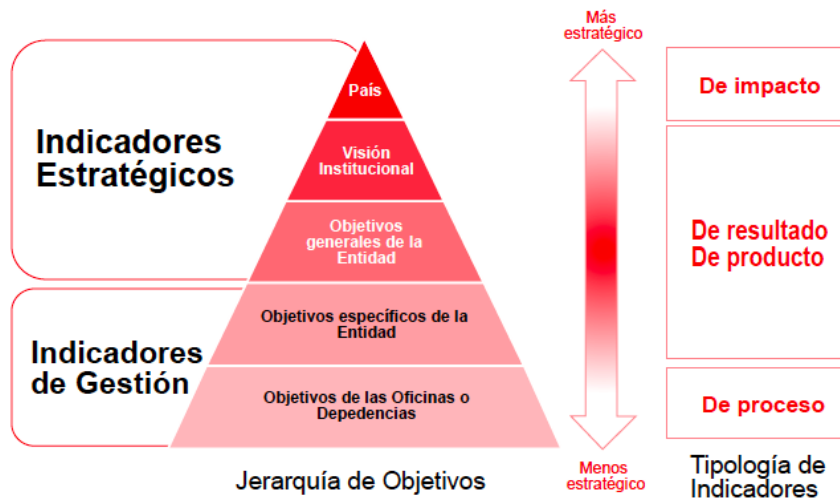 Indicadores
Estratégicos
Indicadores
de Gestión
País
Visión
Institucional
Objetivos
generales de la
Entidad
Objetivos específicos de la
Entidad
Objetivos de las Oficinas o
Depedencias
Jerarquía de Objetivos
Más
estratégico
Menos
estratégico
De impacto
De resultado
De producto
De proceso
Tipología de
Indicadores